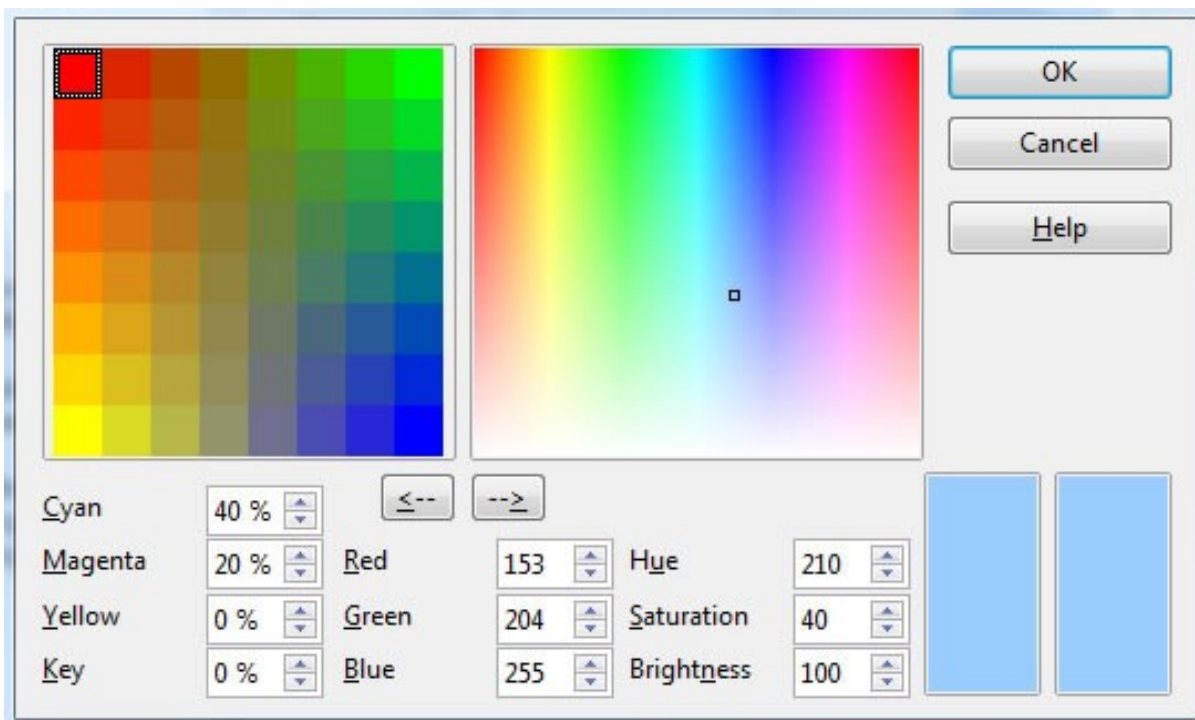 OK
Cancel
Help
<-- -->
Cyan 40 %
Magenta 20 % Red 153 Hue 210
Yellow 0 % Green 204 Saturation 40
Key 0 % Blue 255 Brightness 100